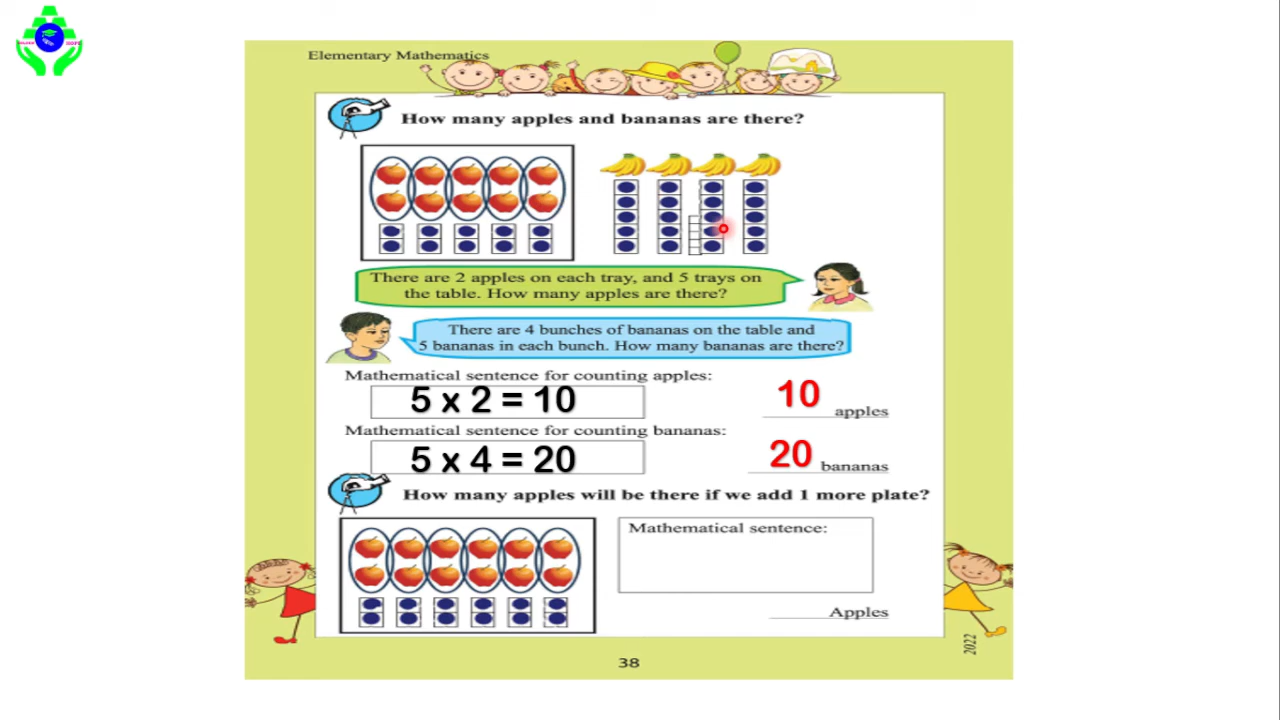 Elementary Mathematics
How many apples and bananas are there?
There are 2 apples on each tray, and 5 trays on
the table. How many apples are there?
There are 4 bunches of bananas on the table and
5 bananas in each bunch. How many bananas are there?
Mathematical sentence for counting apples:
5 x 2 = 10
10 apples
Mathematical sentence for counting bananas:
5 x 4 = 20
20 bananas
How many apples will be there if we add 1 more plate?
Mathematical sentence:
Apples
2022
38